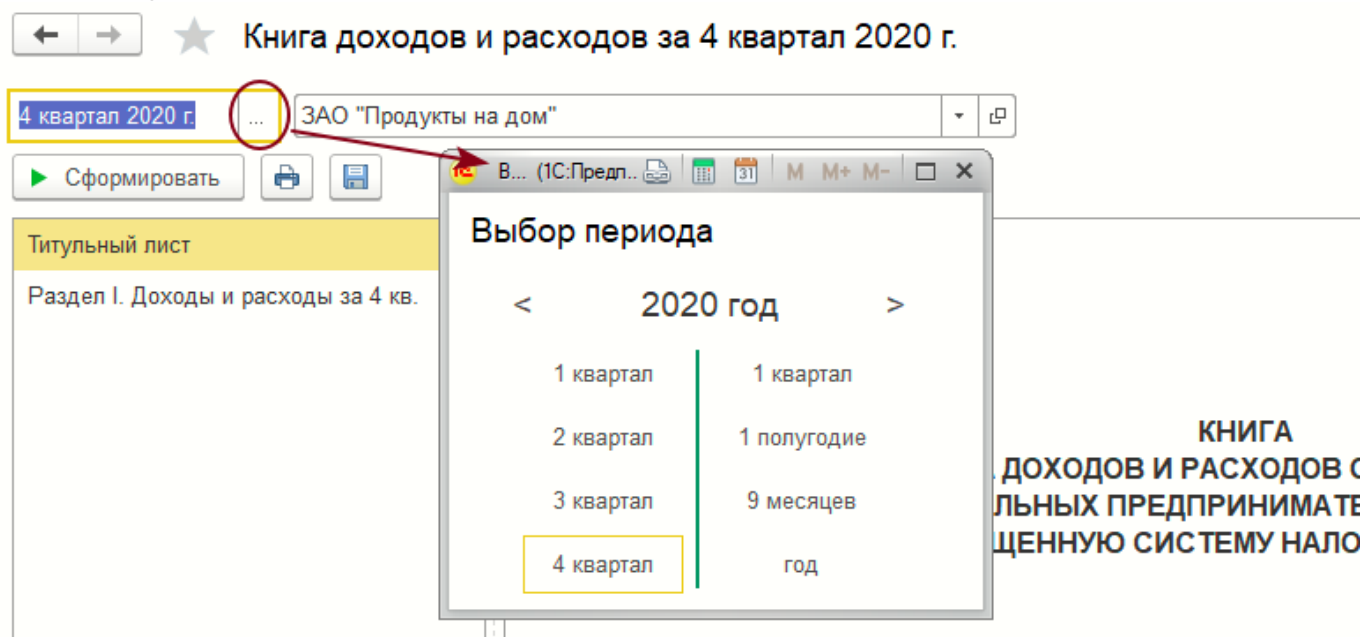 Книга доходов и расходов за 4 квартал 2020 г.
4 квартал 2020 г. ... ЗАО "Продукты на дом"
Сформировать
В... (1С:Предп.. 31 M M+ M-
Титульный лист
Выбор периода
Раздел I. Доходы и расходы за 4 кв.
< 2020 год >
1 квартал 1 квартал
2 квартал 1 полугодие
3 квартал 9 месяцев
4 квартал год
КНИГА
ДОХОДОВ И РАСХОДОВ
ЛЬНЫХ ПРЕДПРИНИМАТЕ
ЩЕННУЮ СИСТЕМУ НАЛО